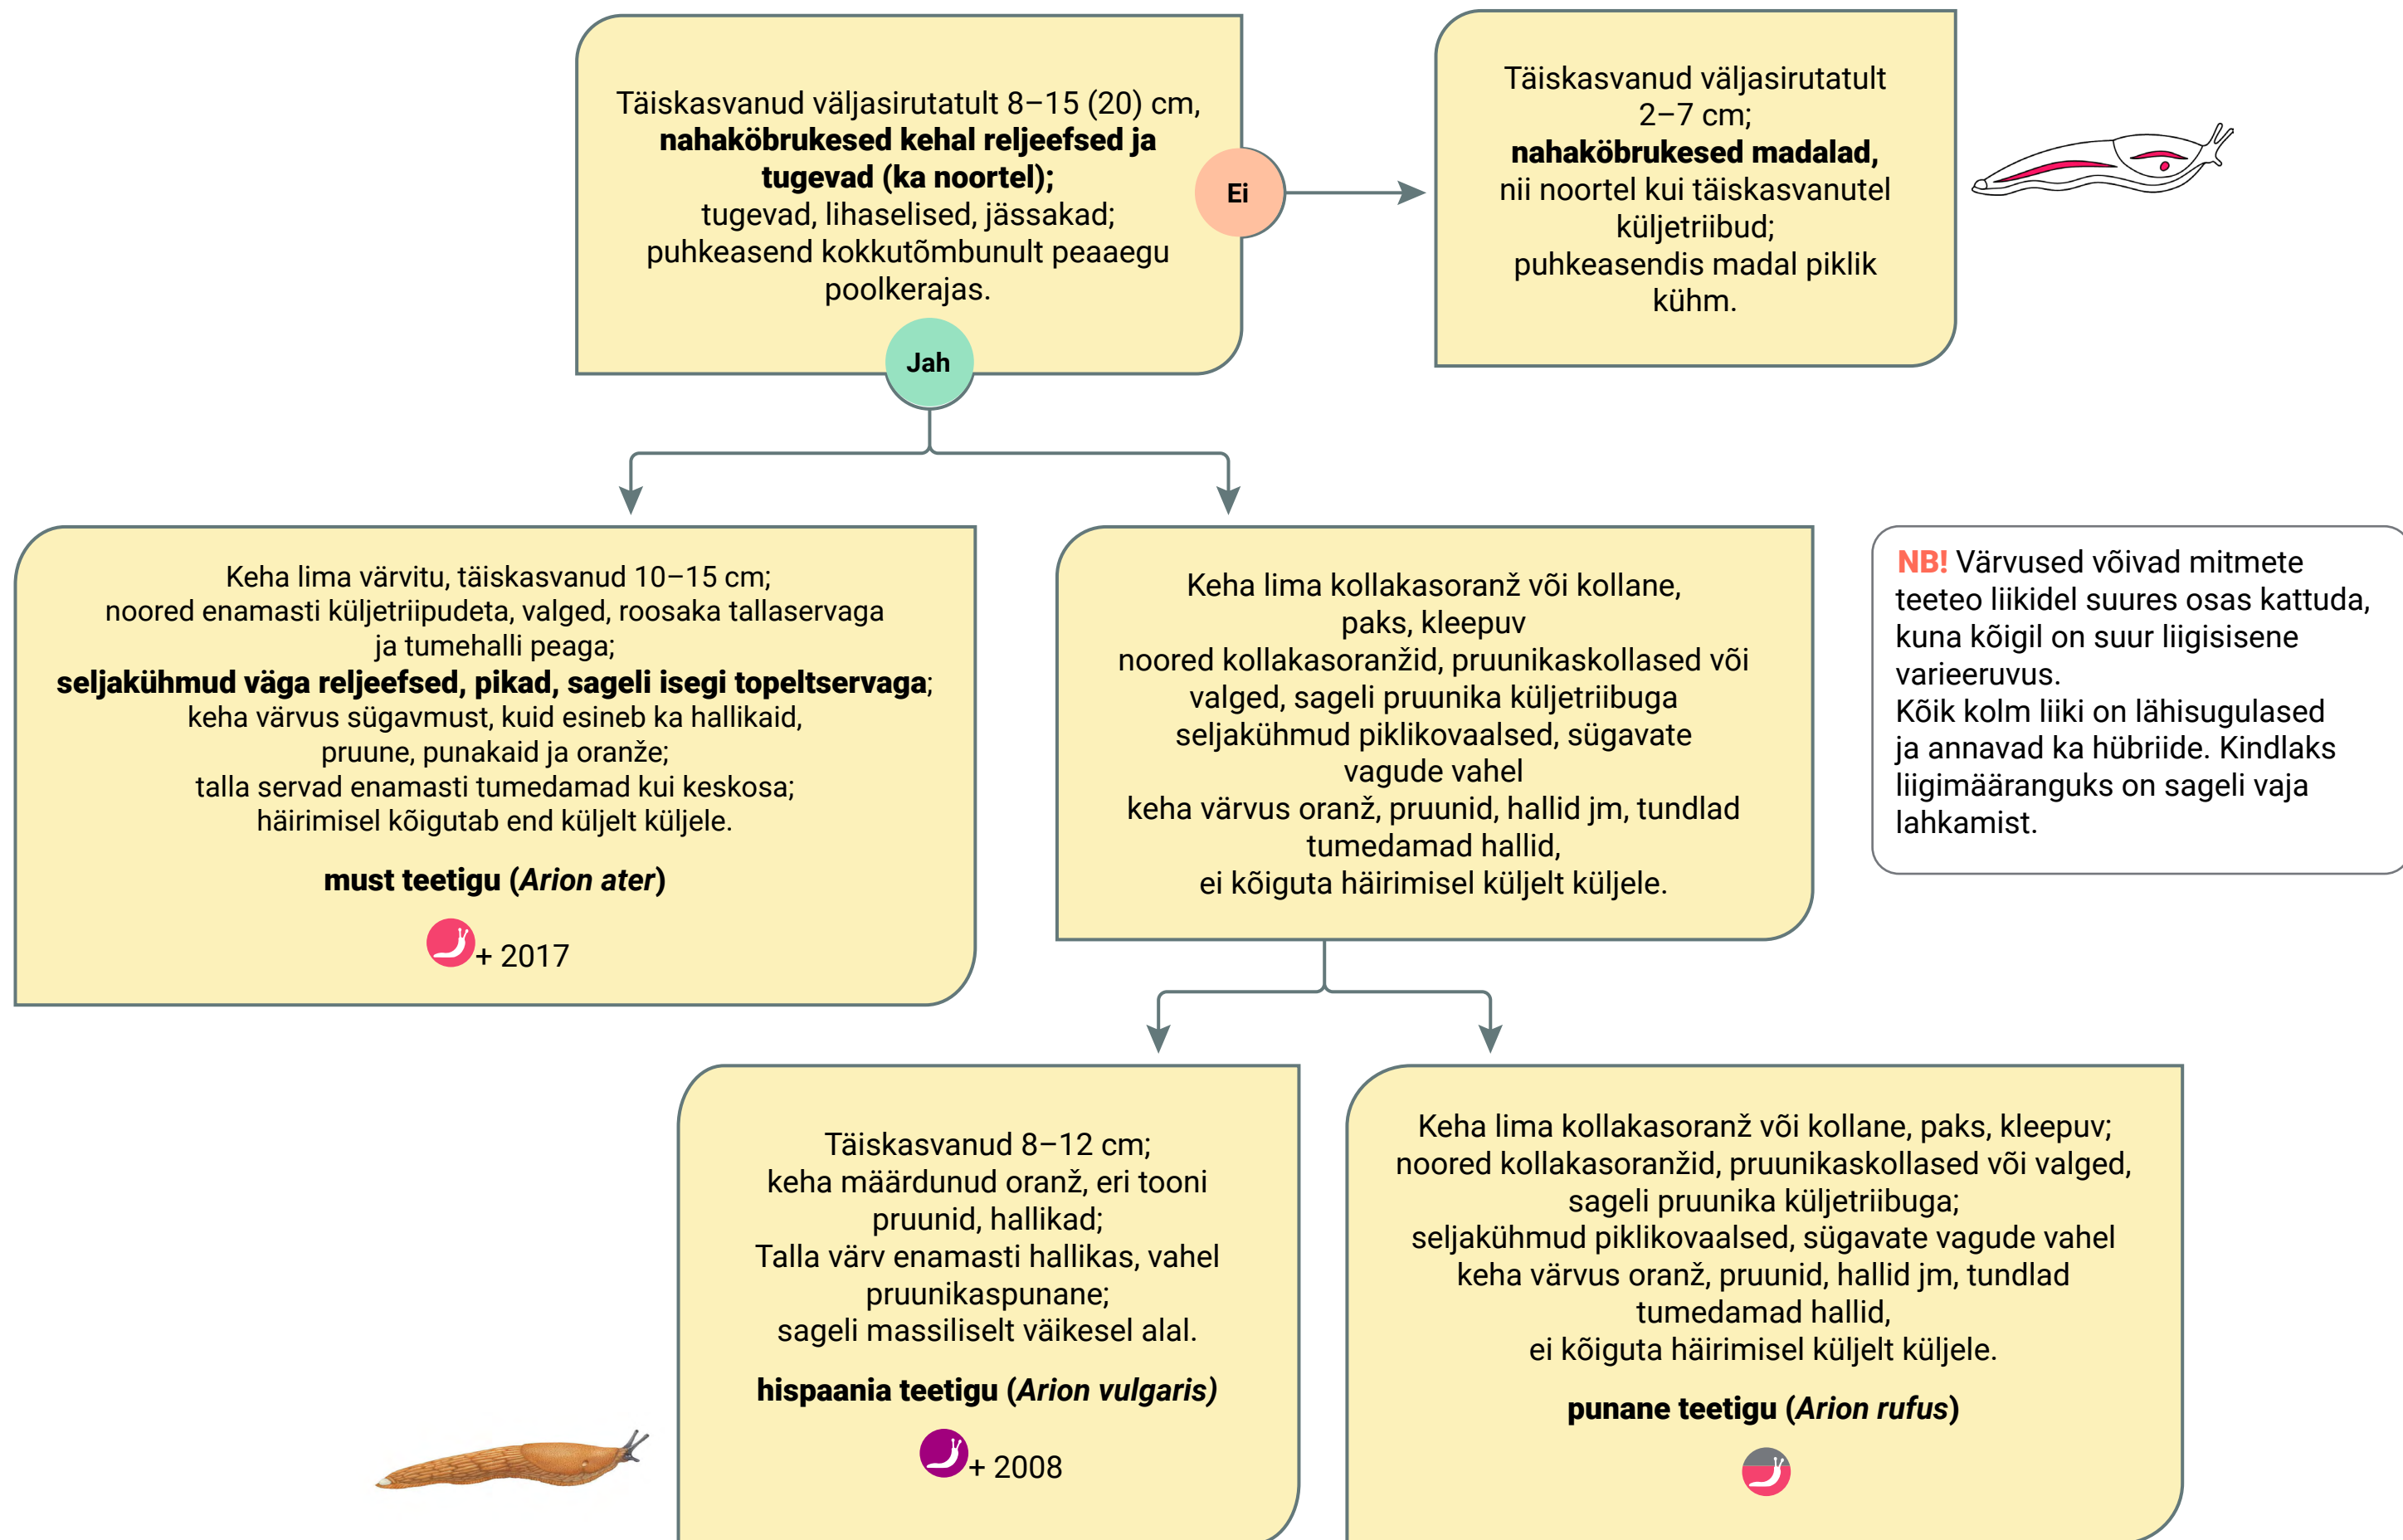 Täiskasvanud väljasirutatult 8–15 (20) cm,
nahaköbrukesed kehal reljeefsed ja
tugevad (ka noortel);
tugevad, lihaselised, jässakad;
puhkeasend kokkutõmbunult peaaegu
poolkerajas.
Ei
Jah
Täiskasvanud väljasirutatult
2–7 cm;
nahaköbrukesed madalad,
nii noortel kui täiskasvanutel
küljetriibud;
puhkeasendis madal piklik
kühm.
Keha lima värvitu, täiskasvanud 10–15 cm;
noored enamasti küljetriipudeta, valged, roosaka tallaservaga
ja tumehalli peaga;
seljakühmud väga reljeefsed, pikad, sageli isegi topeltservaga;
keha värvus sügavmust, kuid esineb ka hallikaid,
pruune, punakaid ja oranže;
talla servad enamasti tumedamad kui keskosa;
häirimisel kõigutab end küljelt küljele.
must teetigu (Arion ater)
+ 2017
Keha lima kollakasoranž või kollane,
paks, kleepuv
noored kollakasoranžid, pruunikaskollased või
valged, sageli pruunika küljetriibuga
seljakühmud piklikovaalsed, sügavate
vagude vahel
keha värvus oranž, pruunid, hallid jm, tundlad
tumedamad hallid,
ei kõiguta häirimisel küljelt küljele.
NB! Värvused võivad mitmete
teeteo liikidel suures osas kattuda,
kuna kõigil on suur liigisisene
varieeruvus.
Kõik kolm liiki on lähisugulased
ja annavad ka hübriide. Kindlaks
liigimääranguks on sageli vaja
lahkamist.
Täiskasvanud 8–12 cm;
keha määrdunud oranž, eri tooni
pruunid, hallikad;
Talla värv enamasti hallikas, vahel
pruunikaspunane;
sageli massiliselt väikesel alal.
hispaania teetigu (Arion vulgaris)
+ 2008
Keha lima kollakasoranž või kollane, paks, kleepuv;
noored kollakasoranžid, pruunikaskollased või valged,
sageli pruunika küljetriibuga;
seljakühmud piklikovaalsed, sügavate vagude vahel
keha värvus oranž, pruunid, hallid jm, tundlad
tumedamad hallid,
ei kõiguta häirimisel küljelt küljele.
punane teetigu (Arion rufus)